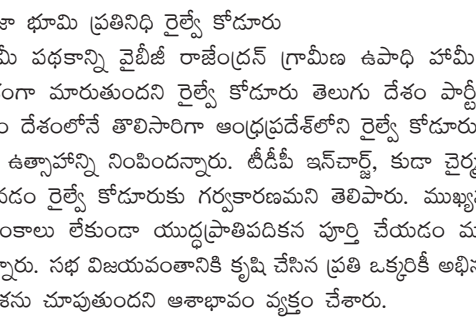 జా భూమి ప్రతినిధి రైల్వే కోడూరు
మీ పథకాన్ని వైబీజీ రాజేంద్రన్ గ్రామీణ ఉపాధి హామీ
ంగా మారుతుందని రైల్వే కోడూరు తెలుగు దేశం పార్టీ
ం దేశంలోనే తొలిసారిగా ఆంధ్రప్రదేశ్‌లోని రైల్వే కోడూరు
ఉత్సాహాన్ని నింపిందన్నారు. టీడీపీ ఇన్‌చార్జ్, కుడా చైర్మ
వడం రైల్వే కోడూరుకు గర్వకారణమని తెలిపారు. ముఖ్య
ంకాలు లేకుండా యుద్ధప్రాతిపదికన పూర్తి చేయడం మ
న్నారు. సభ విజయవంతానికి కృషి చేసిన ప్రతి ఒక్కరికీ అభిన
శను చూపుతుందని ఆశాభావం వ్యక్తం చేశారు.